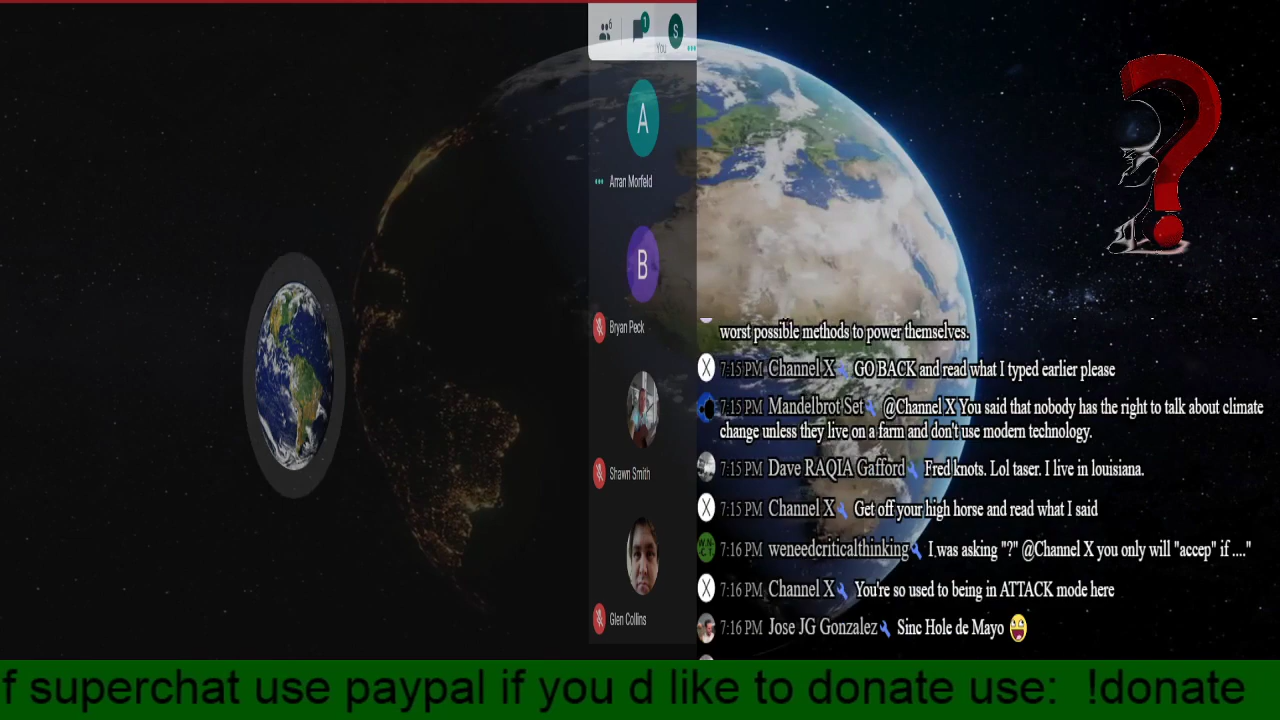 6
1
S
You
A
Arran Morfeld
B
Bryan Peck
Shawn Smith
Glen Collins
worst possible methods to power themselves.
X 7:15 PM Channel X GO BACK and read what I typed earlier please
7:15 PM Mandelbrot Set @Channel X You said that nobody has the right to talk about climate
change unless they live on a farm and don't use modern technology.
7:15 PM Dave RAQIA Gafford Fred knots. Lol taser. I live in louisiana.
X 7:15 PM Channel X Get off your high horse and read what I said
W.N.
C.T. 7:16 PM weneedcriticalthinking I was asking "?" @Channel X you only will "accep" if ...."
X 7:16 PM Channel X You're so used to being in ATTACK mode here
7:16 PM Jose JG Gonzalez Sinc Hole de Mayo
f superchat use paypal if you d like to donate use: !donate